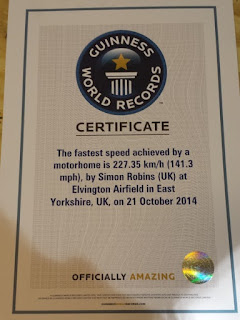 GUINNESS
WORLD RECORDS
CERTIFICATE
The fastest speed achieved by a
motorhome is 227.35 km/h (141.3
mph), by Simon Robins (UK) at
Elvington Airfield in East
Yorkshire, UK, on 21 October 2014
OFFICIALLY AMAZING